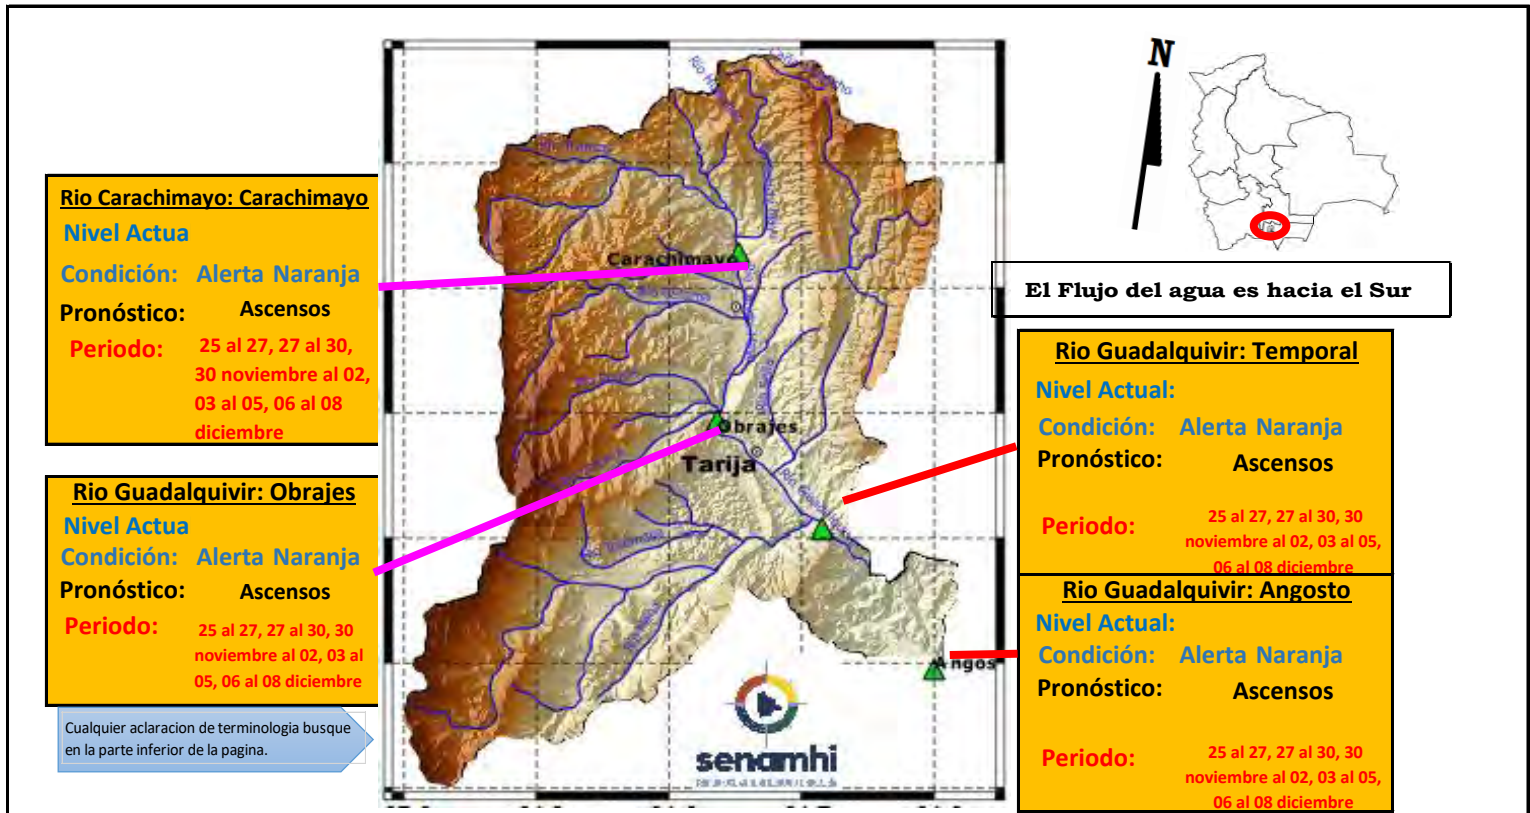 N
El Flujo del agua es hacia el Sur
Rio Carachimayo: Carachimayo
Nivel Actua
Condición: Alerta Naranja
Pronóstico: Ascensos
Periodo: 25 al 27, 27 al 30,
30 noviembre al 02,
03 al 05, 06 al 08
diciembre
Rio Guadalquivir: Obrajes
Nivel Actua
Condición: Alerta Naranja
Pronóstico: Ascensos
Periodo: 25 al 27, 27 al 30, 30
noviembre al 02, 03 al
05, 06 al 08 diciembre
Cualquier aclaracion de terminologia busque
en la parte inferior de la pagina.
Carachimayo
Obrajes
Tarija
Angos
senamhi
Rio Guadalquivir: Temporal
Nivel Actual:
Condición: Alerta Naranja
Pronóstico: Ascensos
Periodo: 25 al 27, 27 al 30, 30
noviembre al 02, 03 al 05,
06 al 08 diciembre
Rio Guadalquivir: Angosto
Nivel Actual:
Condición: Alerta Naranja
Pronóstico: Ascensos
Periodo: 25 al 27, 27 al 30, 30
noviembre al 02, 03 al 05,
06 al 08 diciembre